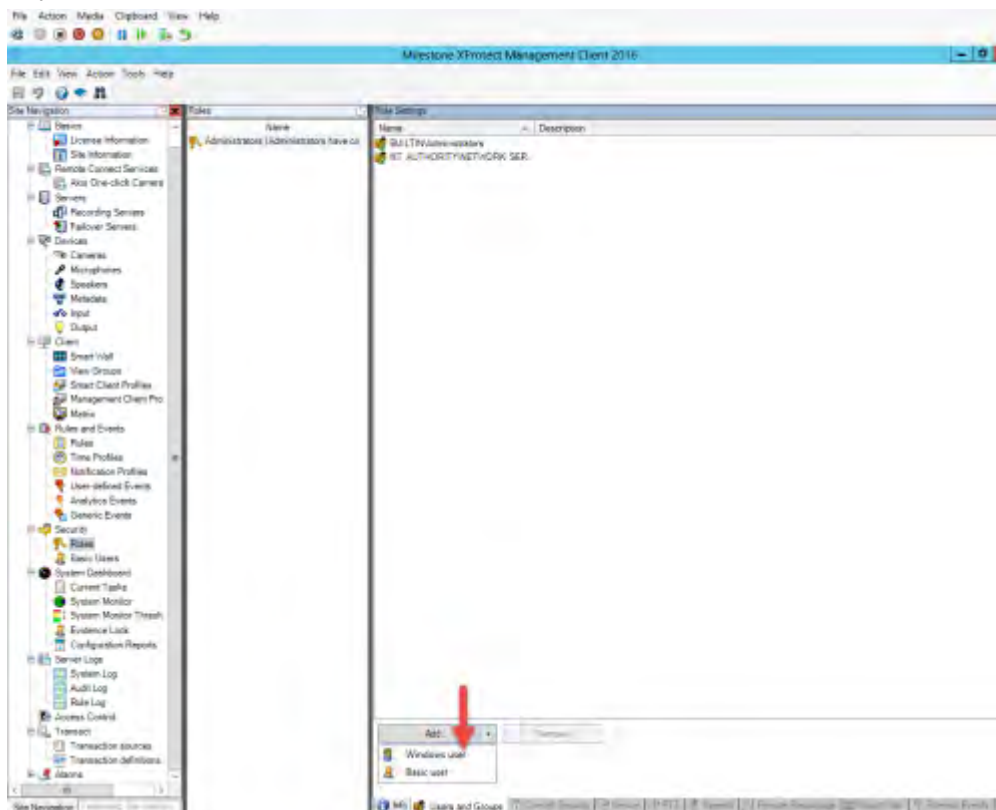 File Action Media Clipboard View Help
Milestone XProtect Management Client 2016
File Edit View Action Tools Help
Site Navigation
Basics
License Information
Site Information
Remote Connect Services
Axis One-click Camera
Servers
Recording Servers
Failover Servers
Devices
Cameras
Microphones
Speakers
Metadata
Input
Output
Client
Smart Wall
View Groups
Smart Client Profiles
Management Client Pro
Matrix
Rules and Events
Rules
Time Profiles
Notification Profiles
User-defined Events
Analytics Events
Generic Events
Security
Roles
Basic Users
System Dashboard
Current Tasks
System Monitor
System Monitor Thresh
Evidence Lock
Configuration Reports
Server Logs
System Log
Audit Log
Rule Log
Access Control
Transact
Transaction sources
Transaction definitions
Alarms
Site Navigation
Roles
Name
Administrators (Administrators have co
Role Settings
Name Description
BUILTIN\Administrators
NT AUTHORITY\NETWORK SER
Add Remove
Windows user
Basic user
Info Users and Groups